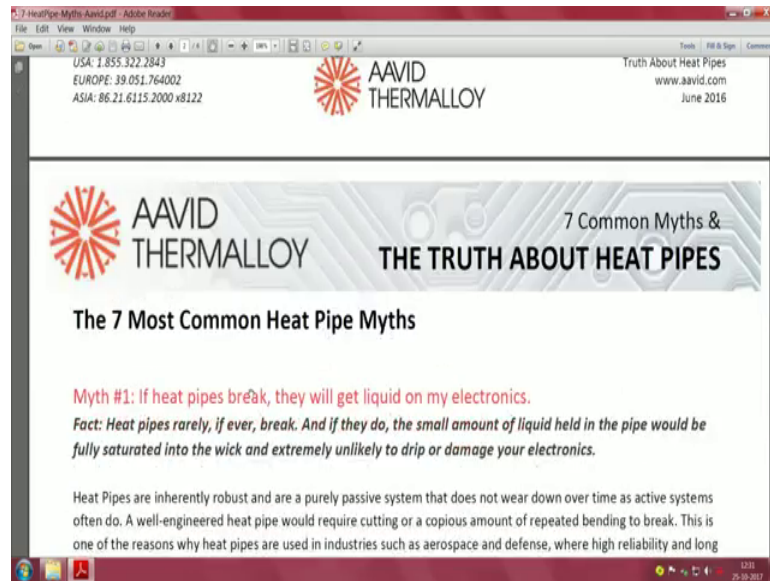 7-HeatPipe-Myths-Aavid.pdf - Adobe Reader
File Edit View Window Help
Open
2 / 6
Tools Fill & Sign Comment
USA: 1.855.322.2843
EUROPE: 39.051.764002
ASIA: 86.21.6115.2000 x8122
AAVID
THERMALLOY
Truth About Heat Pipes
www.aavid.com
June 2016
AAVID
THERMALLOY
7 Common Myths &
THE TRUTH ABOUT HEAT PIPES
The 7 Most Common Heat Pipe Myths
Myth #1: If heat pipes break, they will get liquid on my electronics.
Fact: Heat pipes rarely, if ever, break. And if they do, the small amount of liquid held in the pipe would be
fully saturated into the wick and extremely unlikely to drip or damage your electronics.
Heat Pipes are inherently robust and are a purely passive system that does not wear down over time as active systems
often do. A well-engineered heat pipe would require cutting or a copious amount of repeated bending to break. This is
one of the reasons why heat pipes are used in industries such as aerospace and defense, where high reliability and long
12:31
25-10-2017